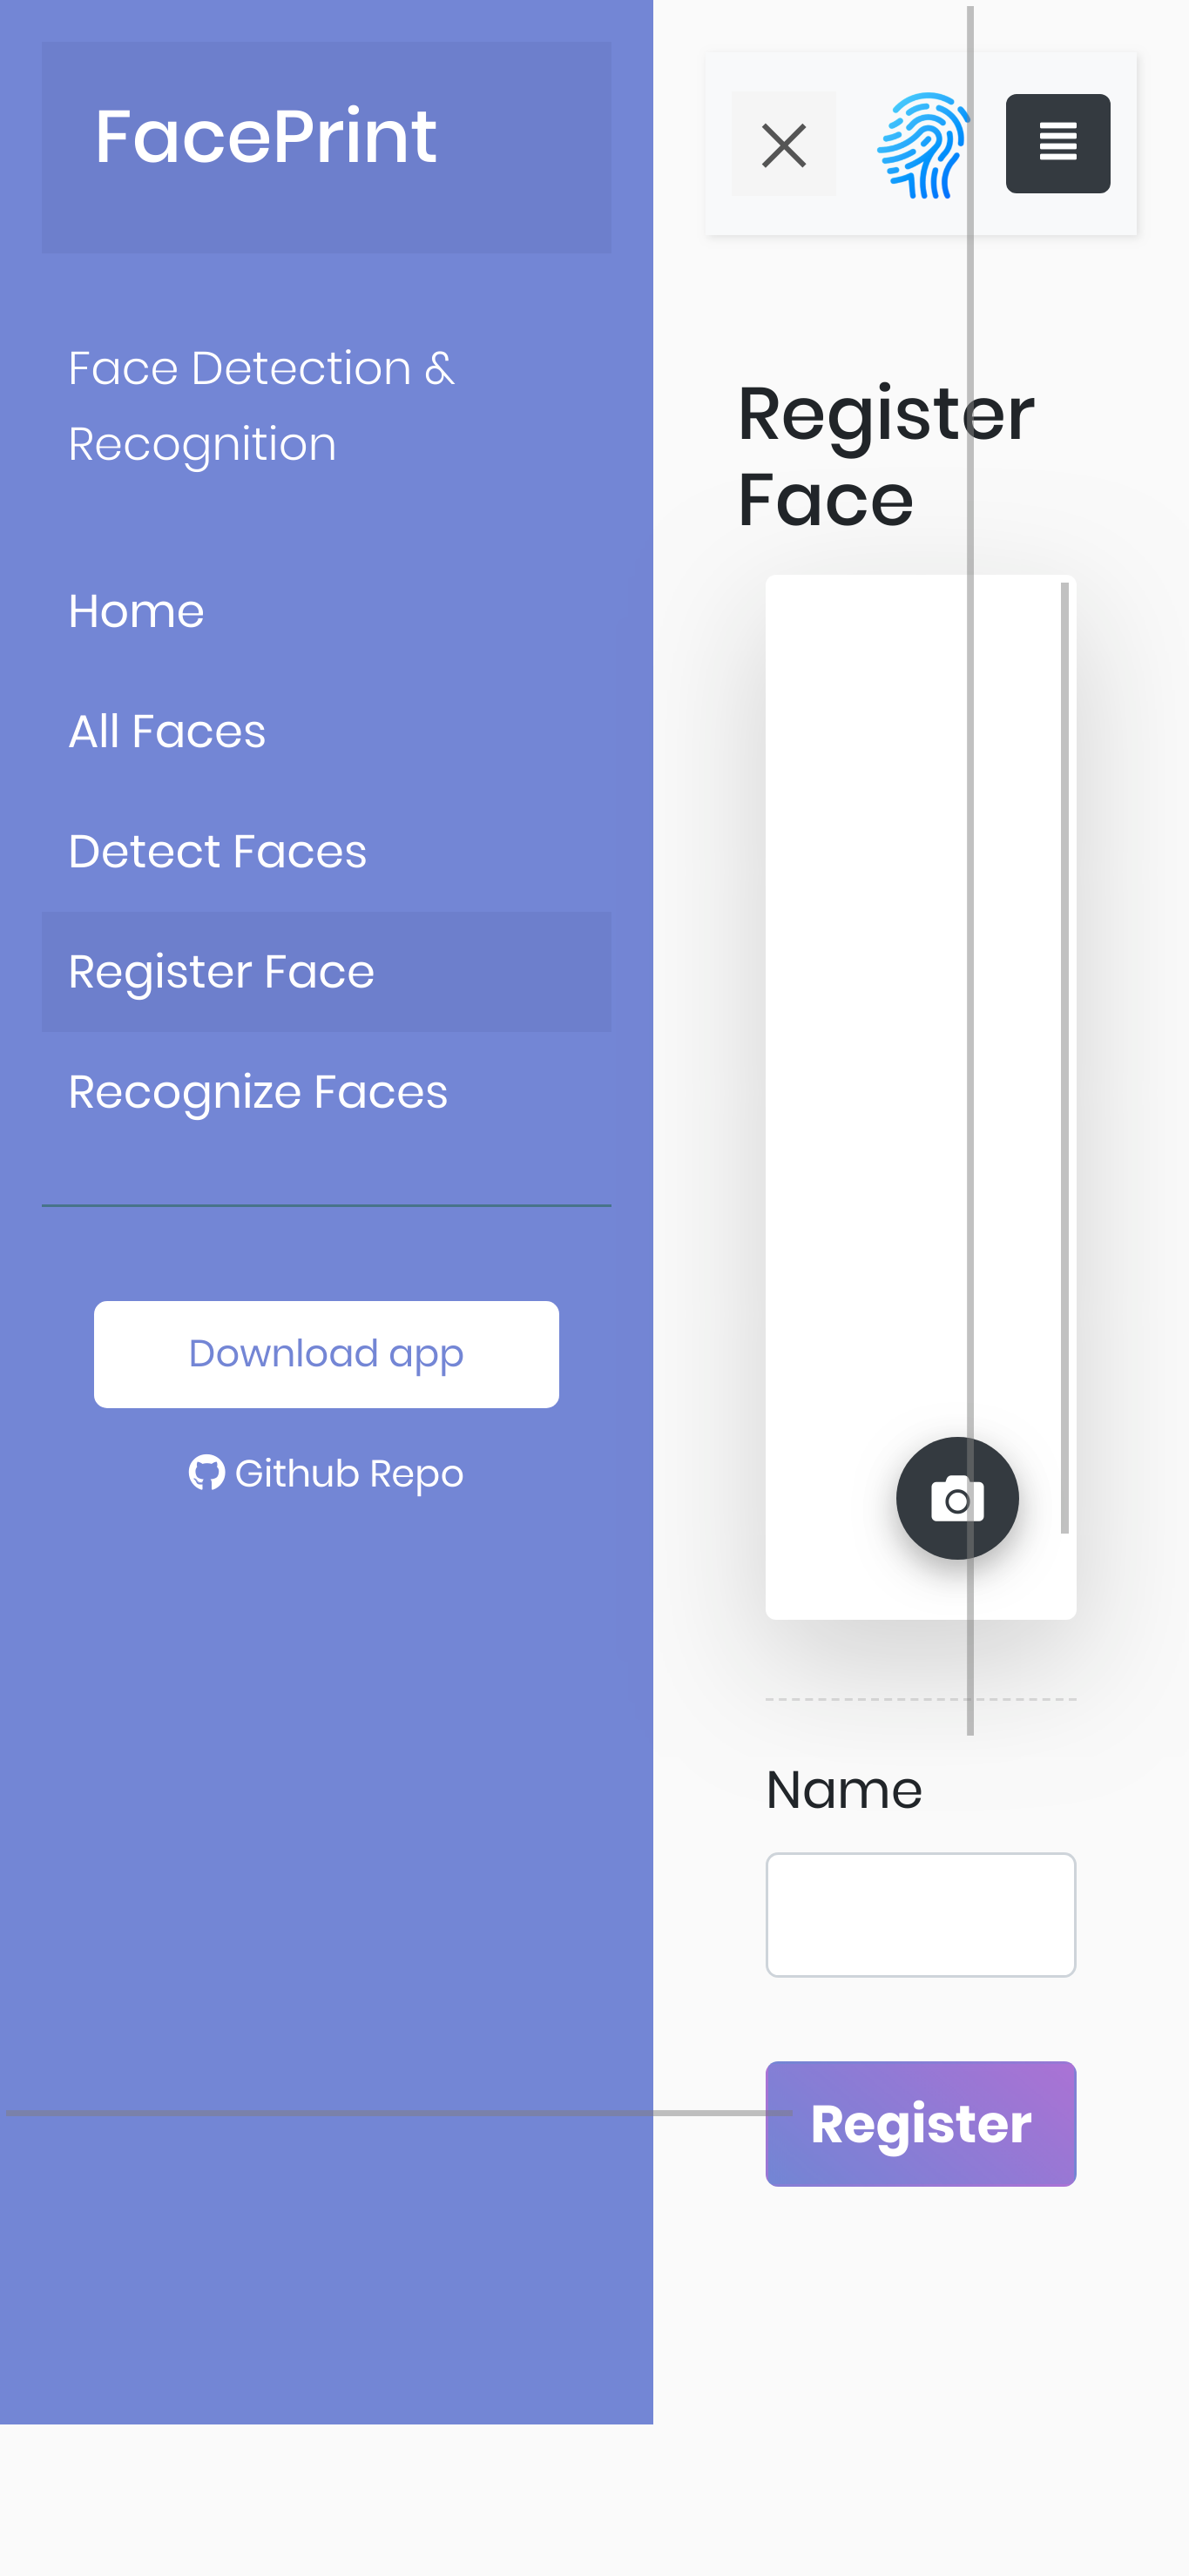 FacePrint
Face Detection &
Recognition
Home
All Faces
Detect Faces
Register Face
Recognize Faces
Download app
Github Repo
Register
Face
Name
Register